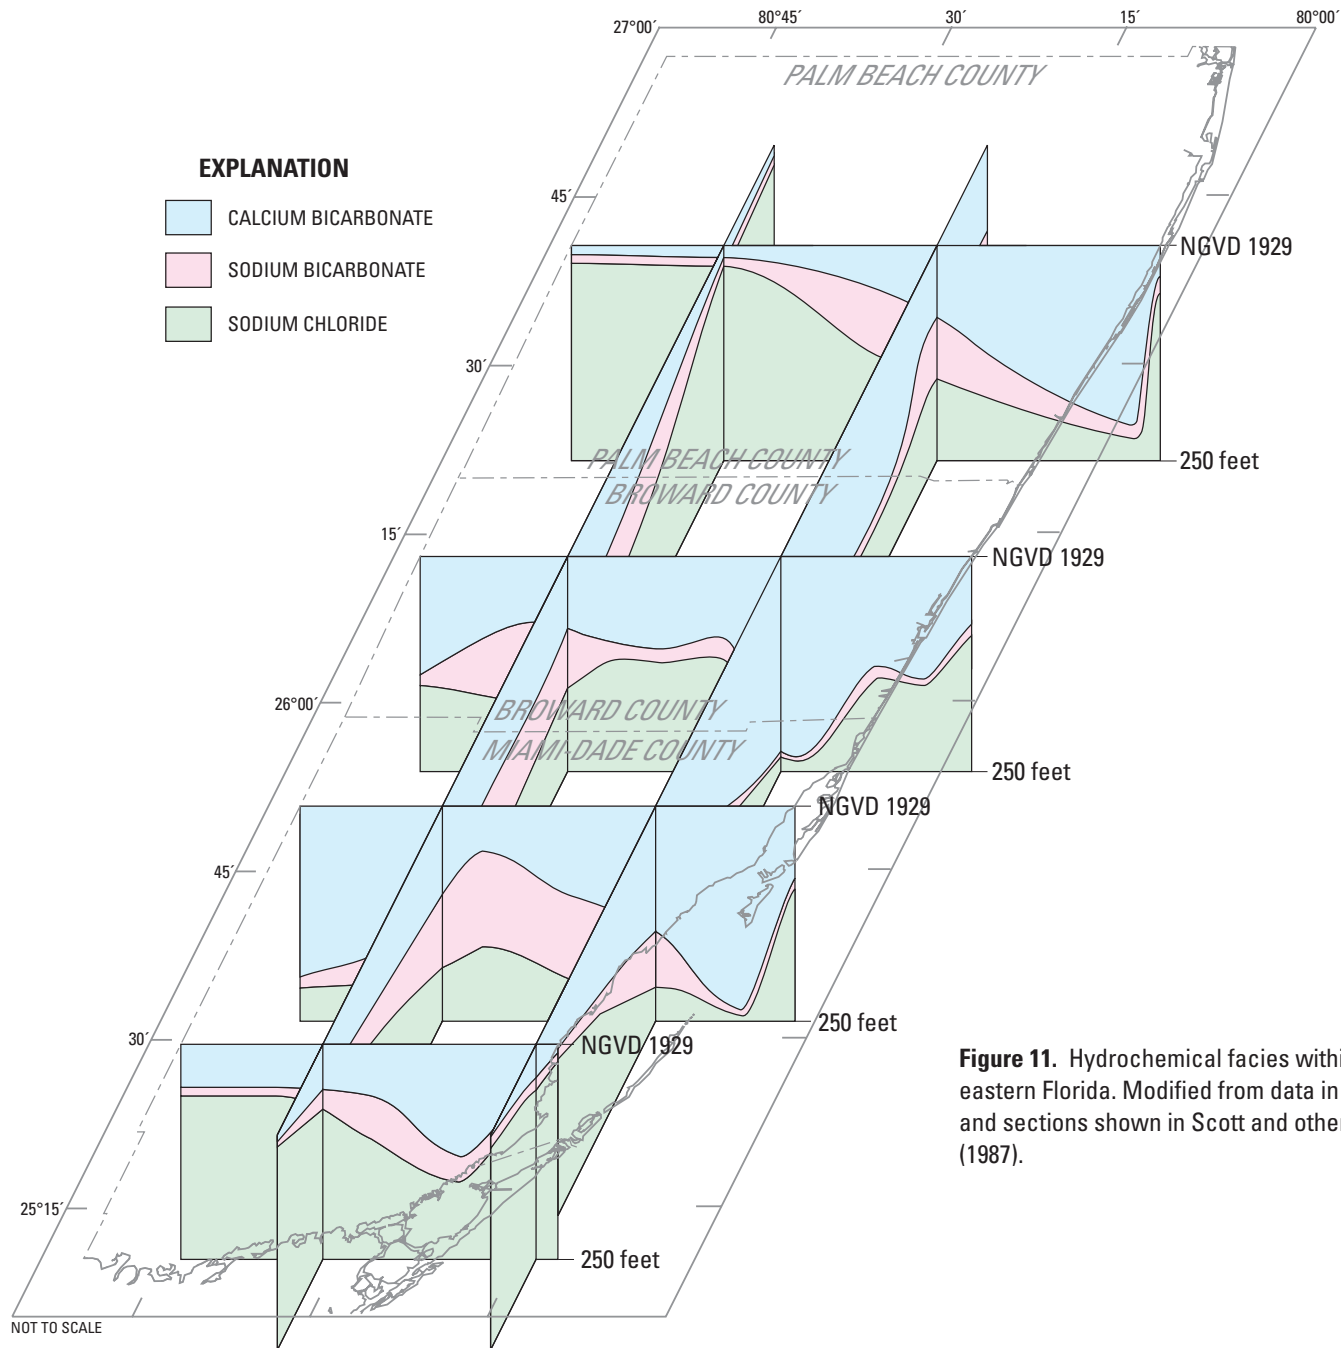 27°00´
80°45´
30´
15´
80°00´
PALM BEACH COUNTY
EXPLANATION
CALCIUM BICARBONATE
SODIUM BICARBONATE
SODIUM CHLORIDE
45´
NGVD 1929
30´
250 feet
PALM BEACH COUNTY
BROWARD COUNTY
15´
NGVD 1929
26°00´
BROWARD COUNTY
MIAMI-DADE COUNTY
250 feet
NGVD 1929
45´
250 feet
30´
NGVD 1929
Figure 11. Hydrochemical facies withi
eastern Florida. Modified from data in
and sections shown in Scott and other
(1987).
25°15´
250 feet
NOT TO SCALE